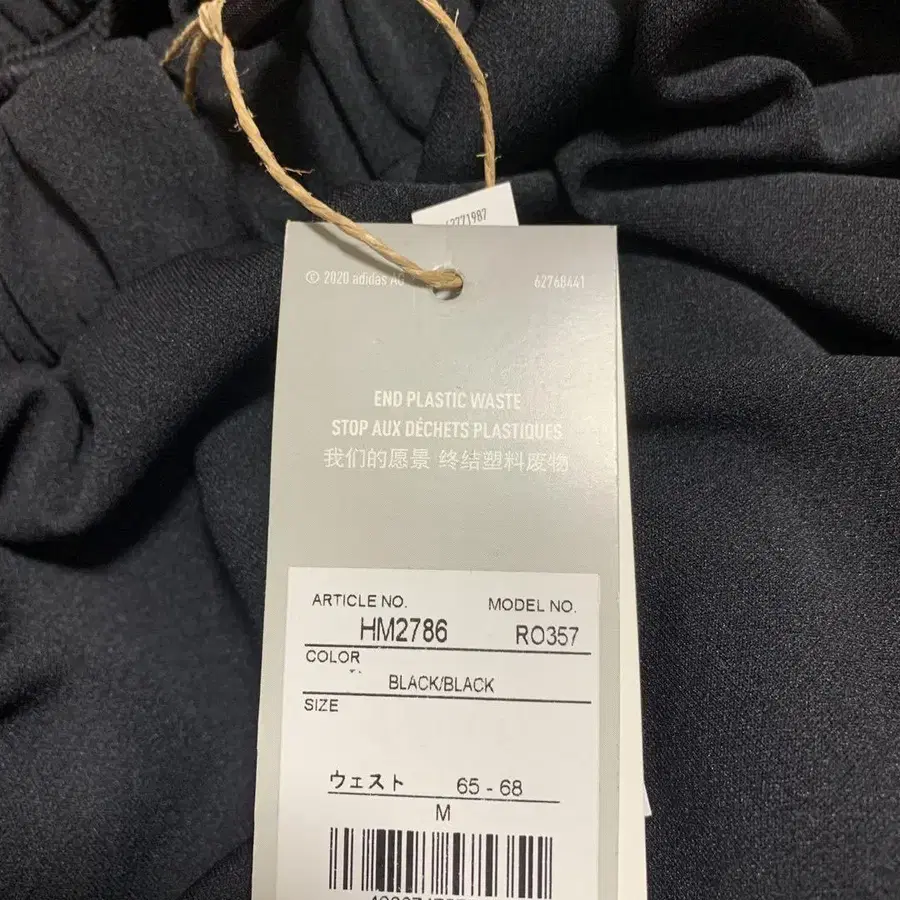 62771987
© 2020 adidas AG 62768441
END PLASTIC WASTE
STOP AUX DÉCHETS PLASTIQUES
我们的愿景 终结塑料废物
ARTICLE NO. MODEL NO.
HM2786 RO357
COLOR
BLACK/BLACK
SIZE
ウェスト 65 - 68
M